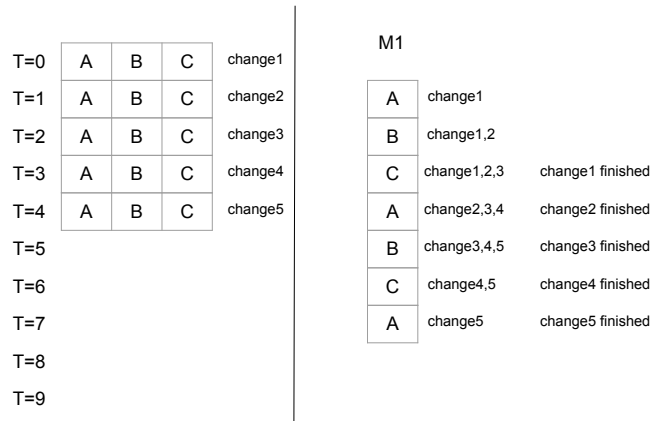 M1
T=0 A B C change1
T=1 A B C change2 A change1
T=2 A B C change3 B change1,2
T=3 A B C change4 C change1,2,3 change1 finished
T=4 A B C change5 A change2,3,4 change2 finished
T=5 B change3,4,5 change3 finished
T=6 C change4,5 change4 finished
T=7 A change5 change5 finished
T=8
T=9